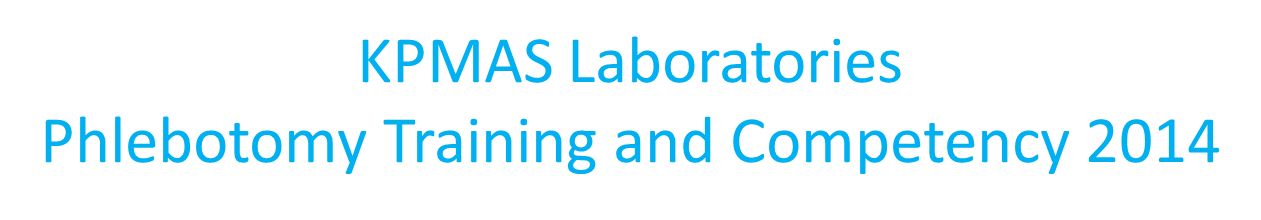 KPMAS Laboratories
Phlebotomy Training and Competency 2014